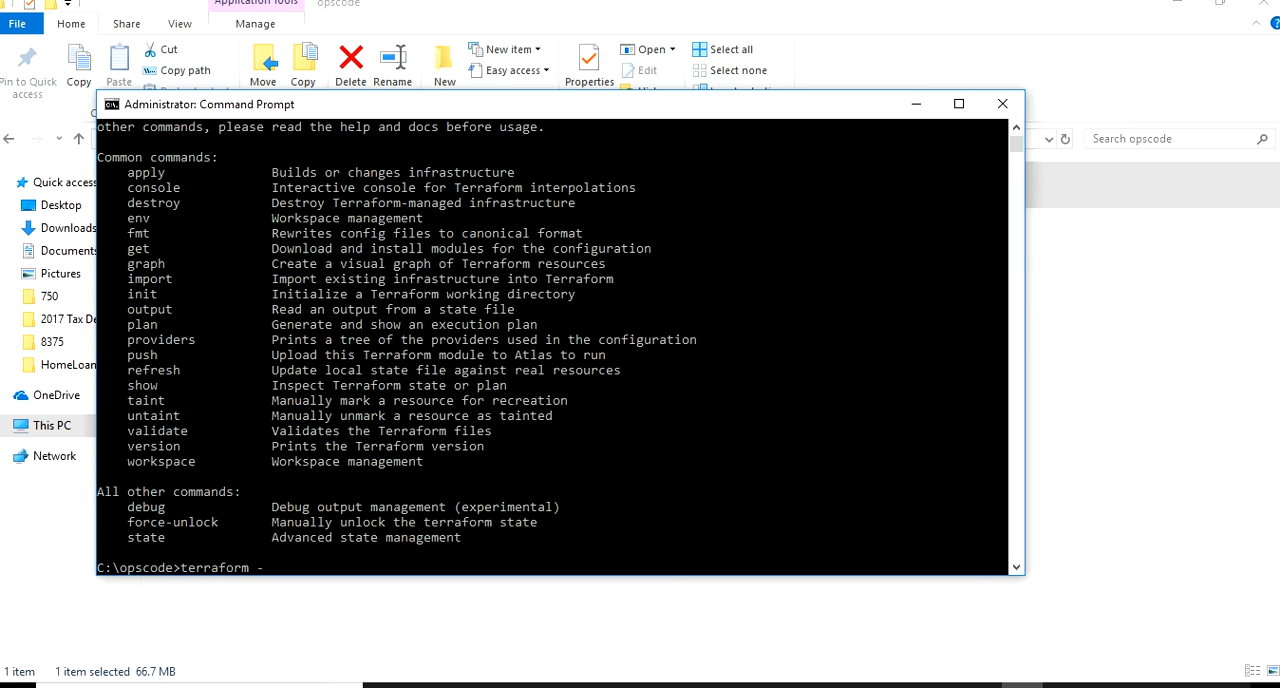 Application Tools
opscode
File
Home
Share
View
Manage
Pin to Quick
access
Copy
Paste
Cut
Copy path
Move
Copy
Delete
Rename
New
New item
Easy access
Properties
Open
Edit
Select all
Select none
Search opscode
Quick access
Desktop
Downloads
Documents
Pictures
750
2017 Tax De
8375
HomeLoan
OneDrive
This PC
Network
Administrator: Command Prompt
other commands, please read the help and docs before usage.
Common commands:
apply Builds or changes infrastructure
console Interactive console for Terraform interpolations
destroy Destroy Terraform-managed infrastructure
env Workspace management
fmt Rewrites config files to canonical format
get Download and install modules for the configuration
graph Create a visual graph of Terraform resources
import Import existing infrastructure into Terraform
init Initialize a Terraform working directory
output Read an output from a state file
plan Generate and show an execution plan
providers Prints a tree of the providers used in the configuration
push Upload this Terraform module to Atlas to run
refresh Update local state file against real resources
show Inspect Terraform state or plan
taint Manually mark a resource for recreation
untaint Manually unmark a resource as tainted
validate Validates the Terraform files
version Prints the Terraform version
workspace Workspace management
All other commands:
debug Debug output management (experimental)
force-unlock Manually unlock the terraform state
state Advanced state management
C:\opscode>terraform -
1 item 1 item selected 66.7 MB